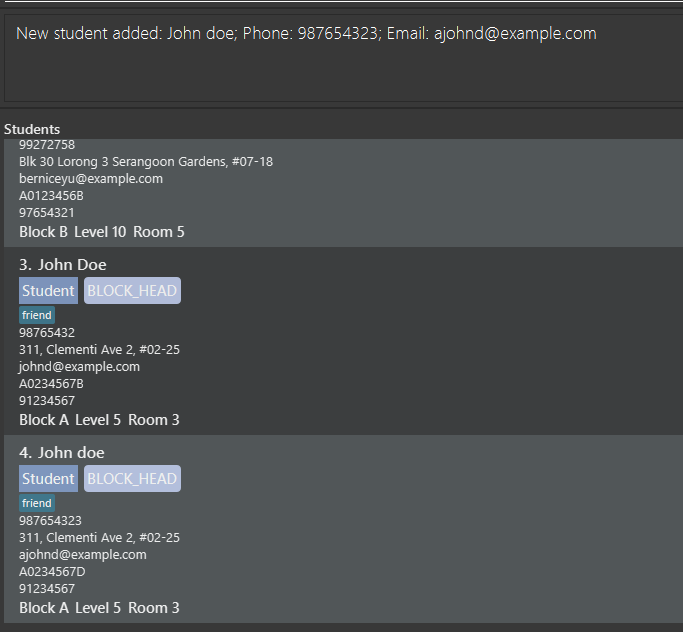 New student added: John doe; Phone: 987654323; Email: ajohnd@example.com
Students
99272758
Blk 30 Lorong 3 Serangoon Gardens, #07-18
berniceyu@example.com
A0123456B
97654321
Block B Level 10 Room 5
3. John Doe
Student BLOCK_HEAD
friend
98765432
311, Clementi Ave 2, #02-25
johnd@example.com
A0234567B
91234567
Block A Level 5 Room 3
4. John doe
Student BLOCK_HEAD
friend
987654323
311, Clementi Ave 2, #02-25
ajohnd@example.com
A0234567D
91234567
Block A Level 5 Room 3